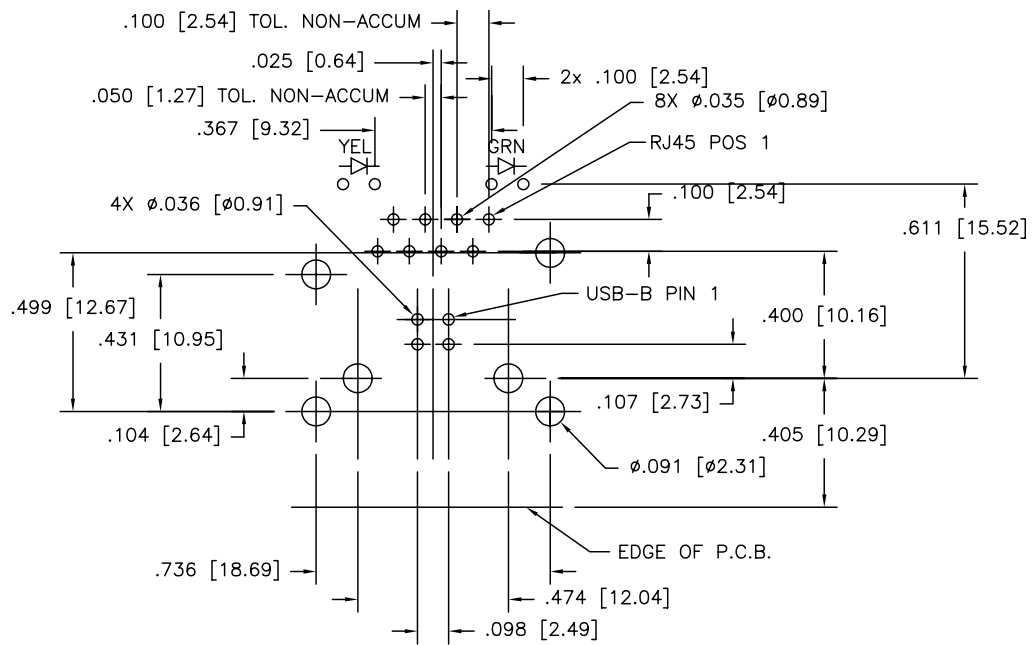 .100 [2.54] TOL. NON-ACCUM
.025 [0.64]
2x .100 [2.54]
.050 [1.27] TOL. NON-ACCUM
8X ø.035 [ø0.89]
.367 [9.32]
YEL
GRN
RJ45 POS 1
4X ø.036 [ø0.91]
.100 [2.54]
.611 [15.52]
.499 [12.67]
USB-B PIN 1
.400 [10.16]
.431 [10.95]
.107 [2.73]
.104 [2.64]
.405 [10.29]
ø.091 [ø2.31]
EDGE OF P.C.B.
.736 [18.69]
.474 [12.04]
.098 [2.49]